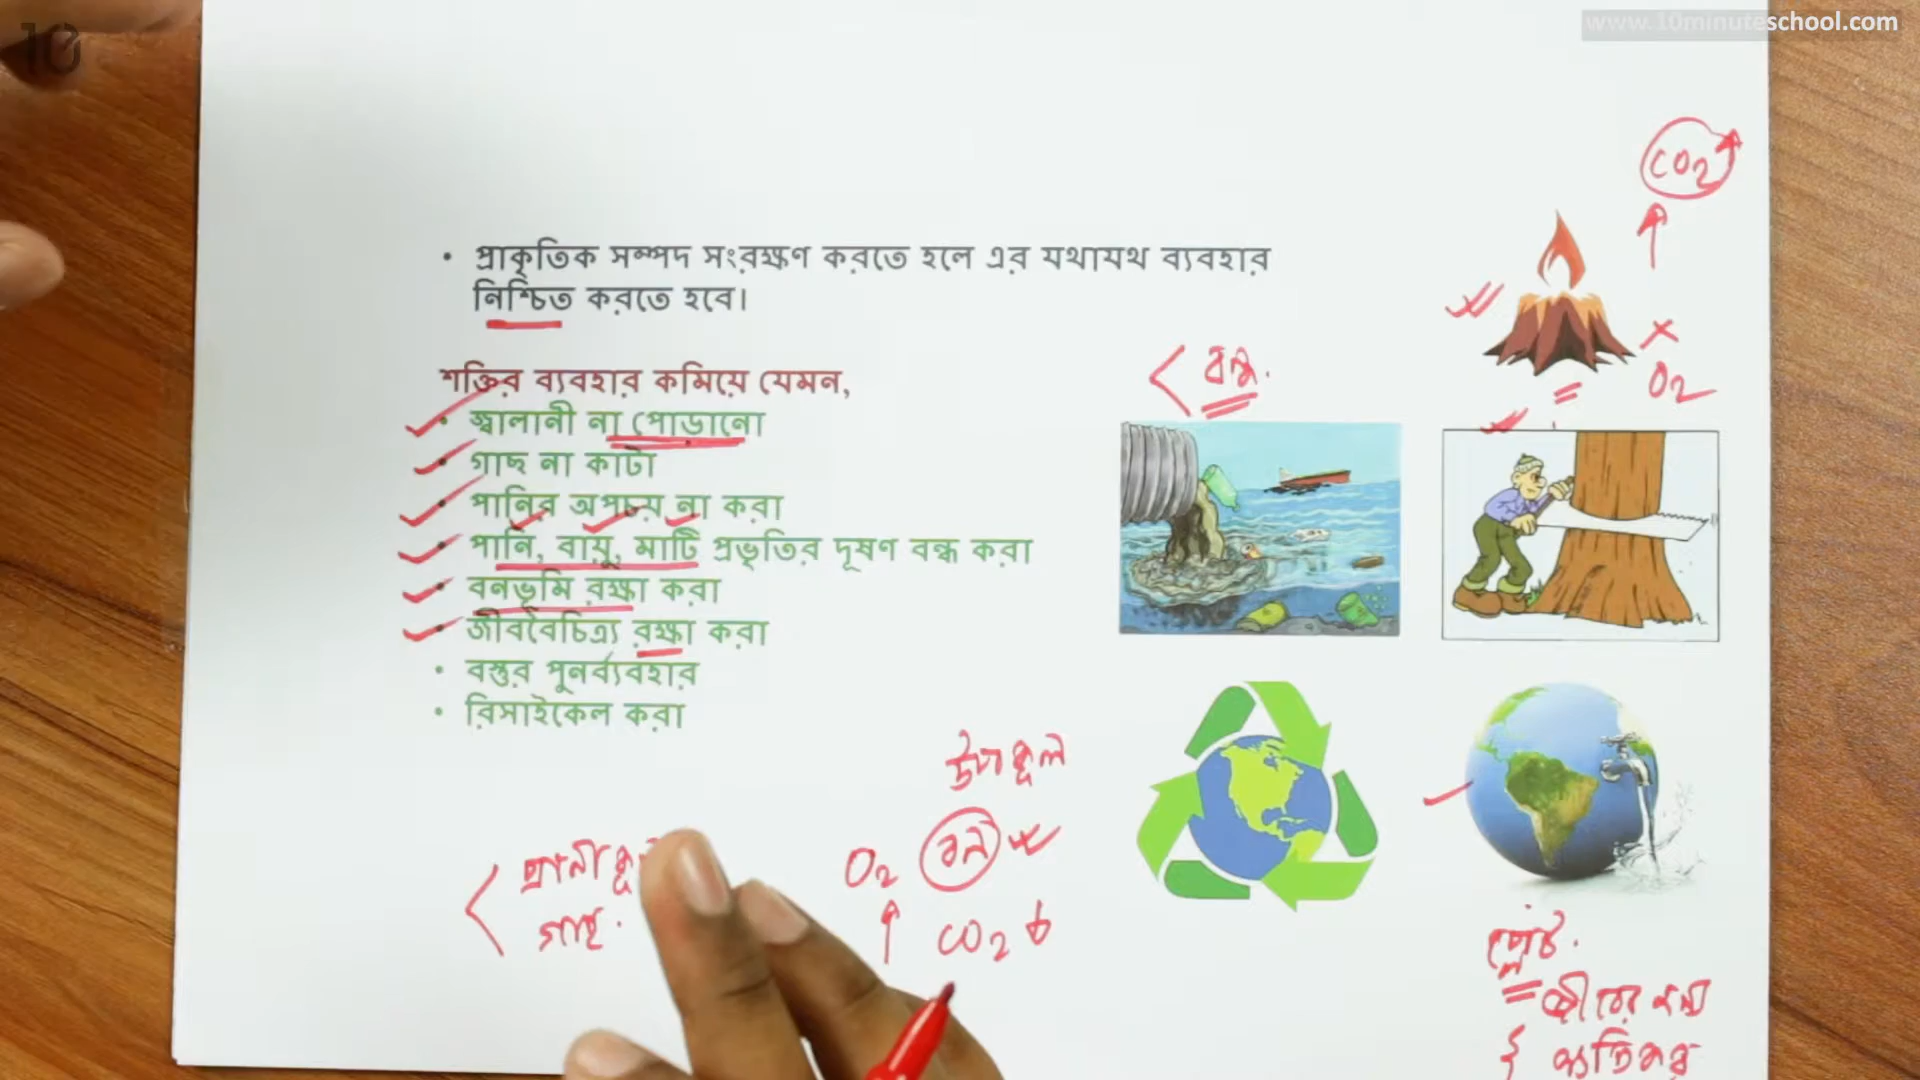 10
www.10minuteschool.com
• প্রাকৃতিক সম্পদ সংরক্ষণ করতে হলে এর যথাযথ ব্যবহার
নিশ্চিত করতে হবে।
শক্তির ব্যবহার কমিয়ে যেমন,
• জ্বালানী না পোড়ানো
• গাছ না কাটা
• পানির অপচয় না করা
• পানি, বায়ু, মাটি প্রভৃতির দূষণ বন্ধ করা
• বনভূমি রক্ষা করা
• জীববৈচিত্র্য রক্ষা করা
• বস্তুর পুনর্ব্যবহার
• রিসাইকেল করা
CO2
O2
উপকূল
O2 বন
CO2
গাছ